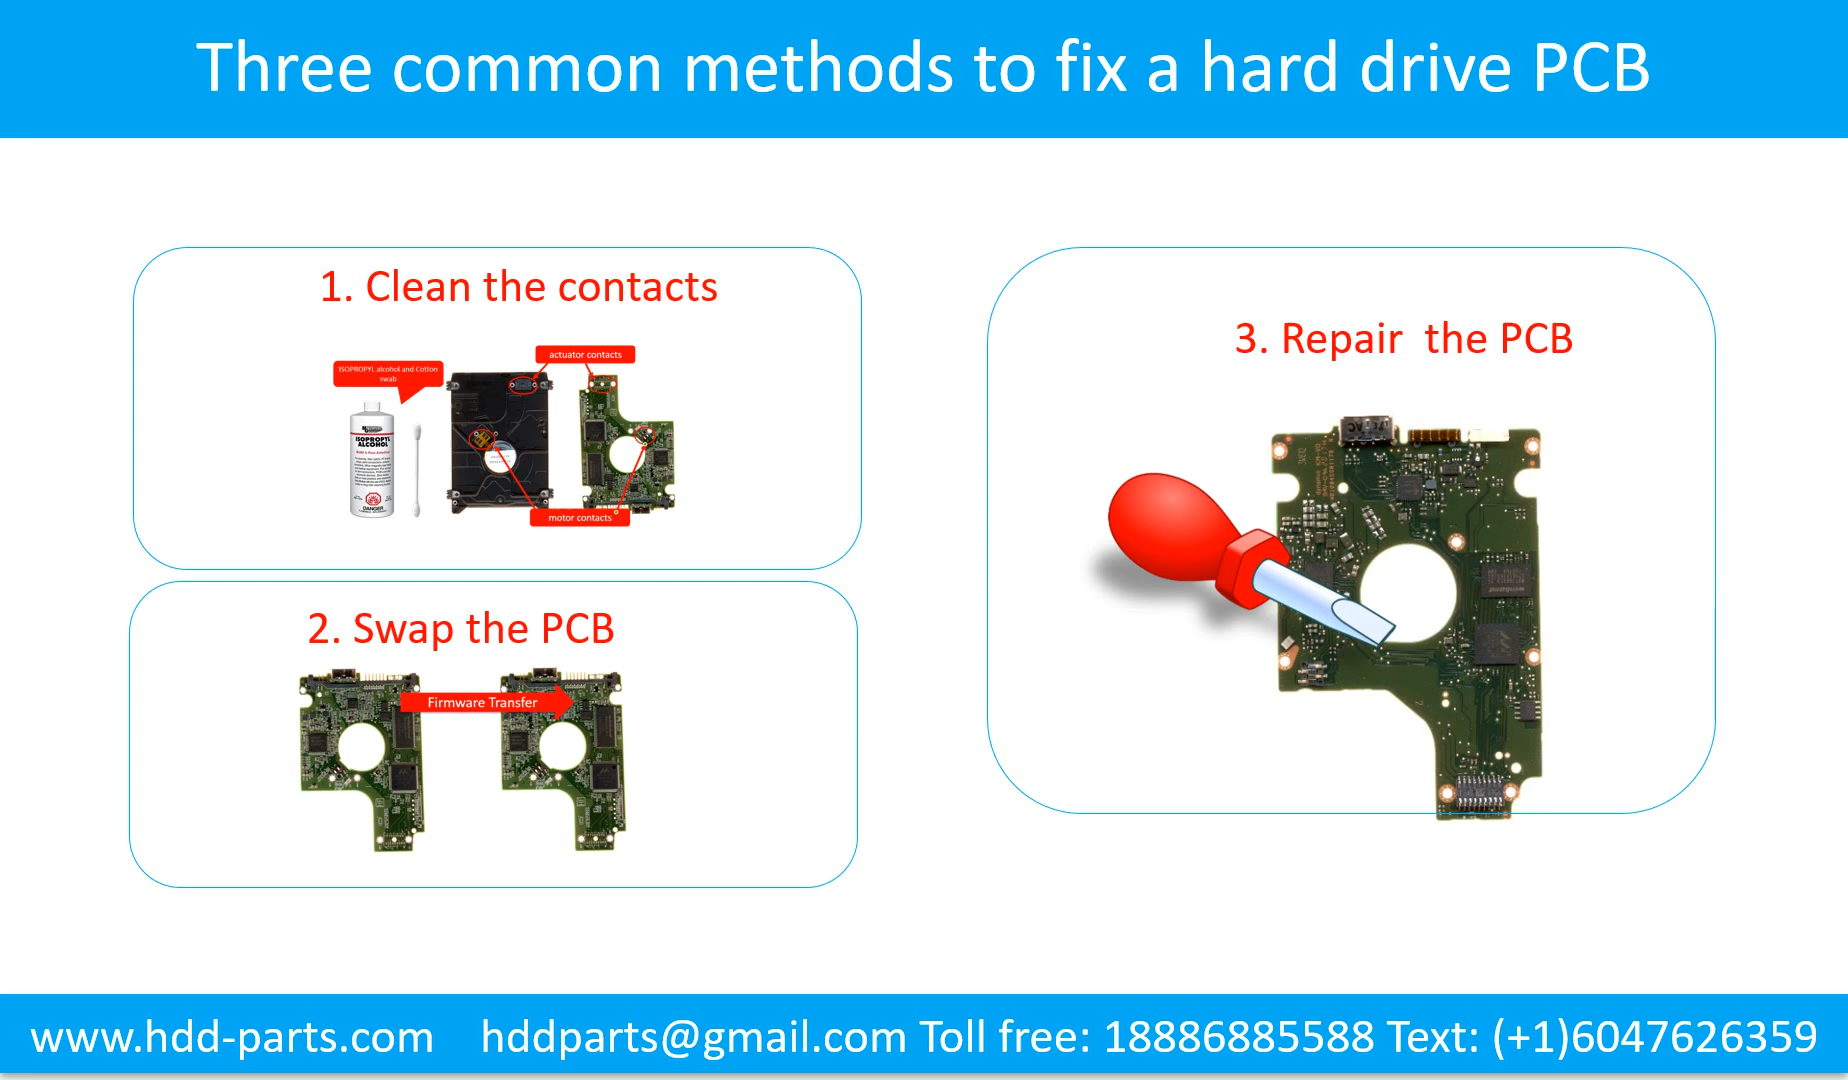 Three common methods to fix a hard drive PCB
1. Clean the contacts
actuator contacts
ISOPROPYL alcohol and Cotton
swab
ISOPROPYL
ALCOHOL
DANGER
motor contacts
2. Swap the PCB
Firmware Transfer
3. Repair  the PCB
www.hdd-parts.com hddparts@gmail.com Toll free: 18886885588 Text: (+1)6047626359